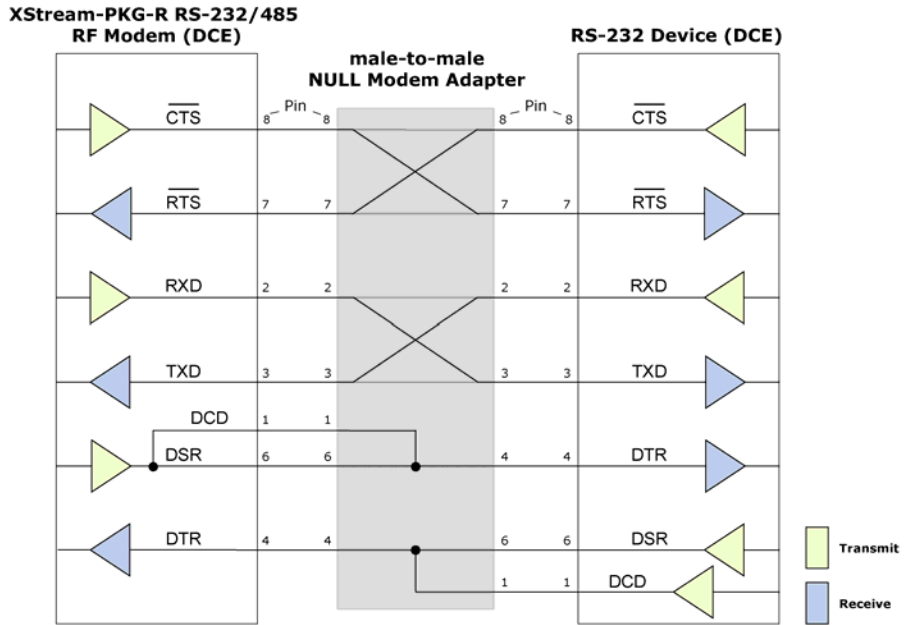 XStream-PKG-R RS-232/485
RF Modem (DCE)
RS-232 Device (DCE)
male-to-male
NULL Modem Adapter
CTS 8 Pin 8 8 Pin 8 CTS
RTS 7 7 7 7 RTS
RXD 2 2 2 2 RXD
TXD 3 3 3 3 TXD
DCD 1 1
DSR 6 6 4 4 DTR
DTR 4 4 6 6 DSR
Transmit
1 1 DCD
Receive